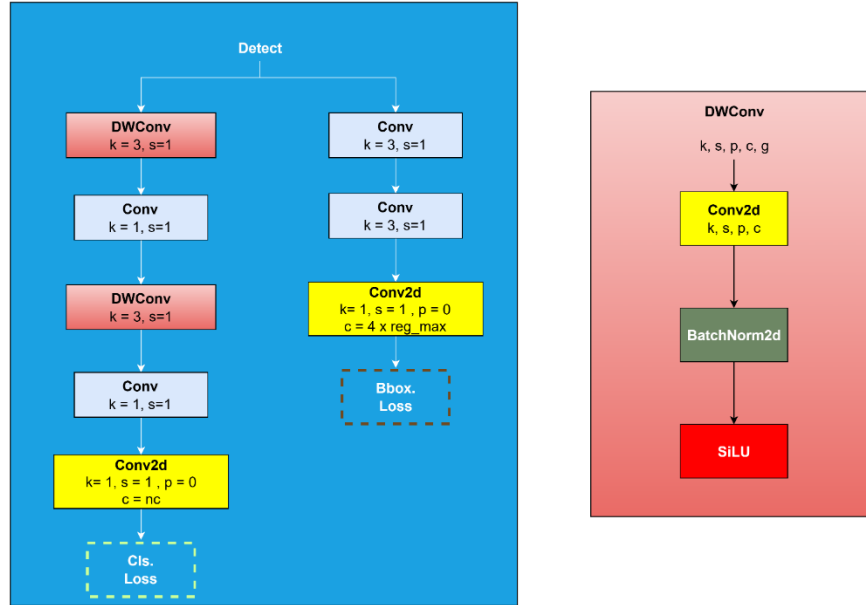 Detect
DWConv
k = 3, s=1
Conv
k = 1, s=1
DWConv
k = 3, s=1
Conv
k = 1, s=1
Conv2d
k= 1, s = 1 , p = 0
c = nc
Cls.
Loss
Conv
k = 3, s=1
Conv
k = 3, s=1
Conv2d
k= 1, s = 1 , p = 0
c = 4 x reg_max
Bbox.
Loss
DWConv
k, s, p, c, g
Conv2d
k, s, p, c
BatchNorm2d
SiLU